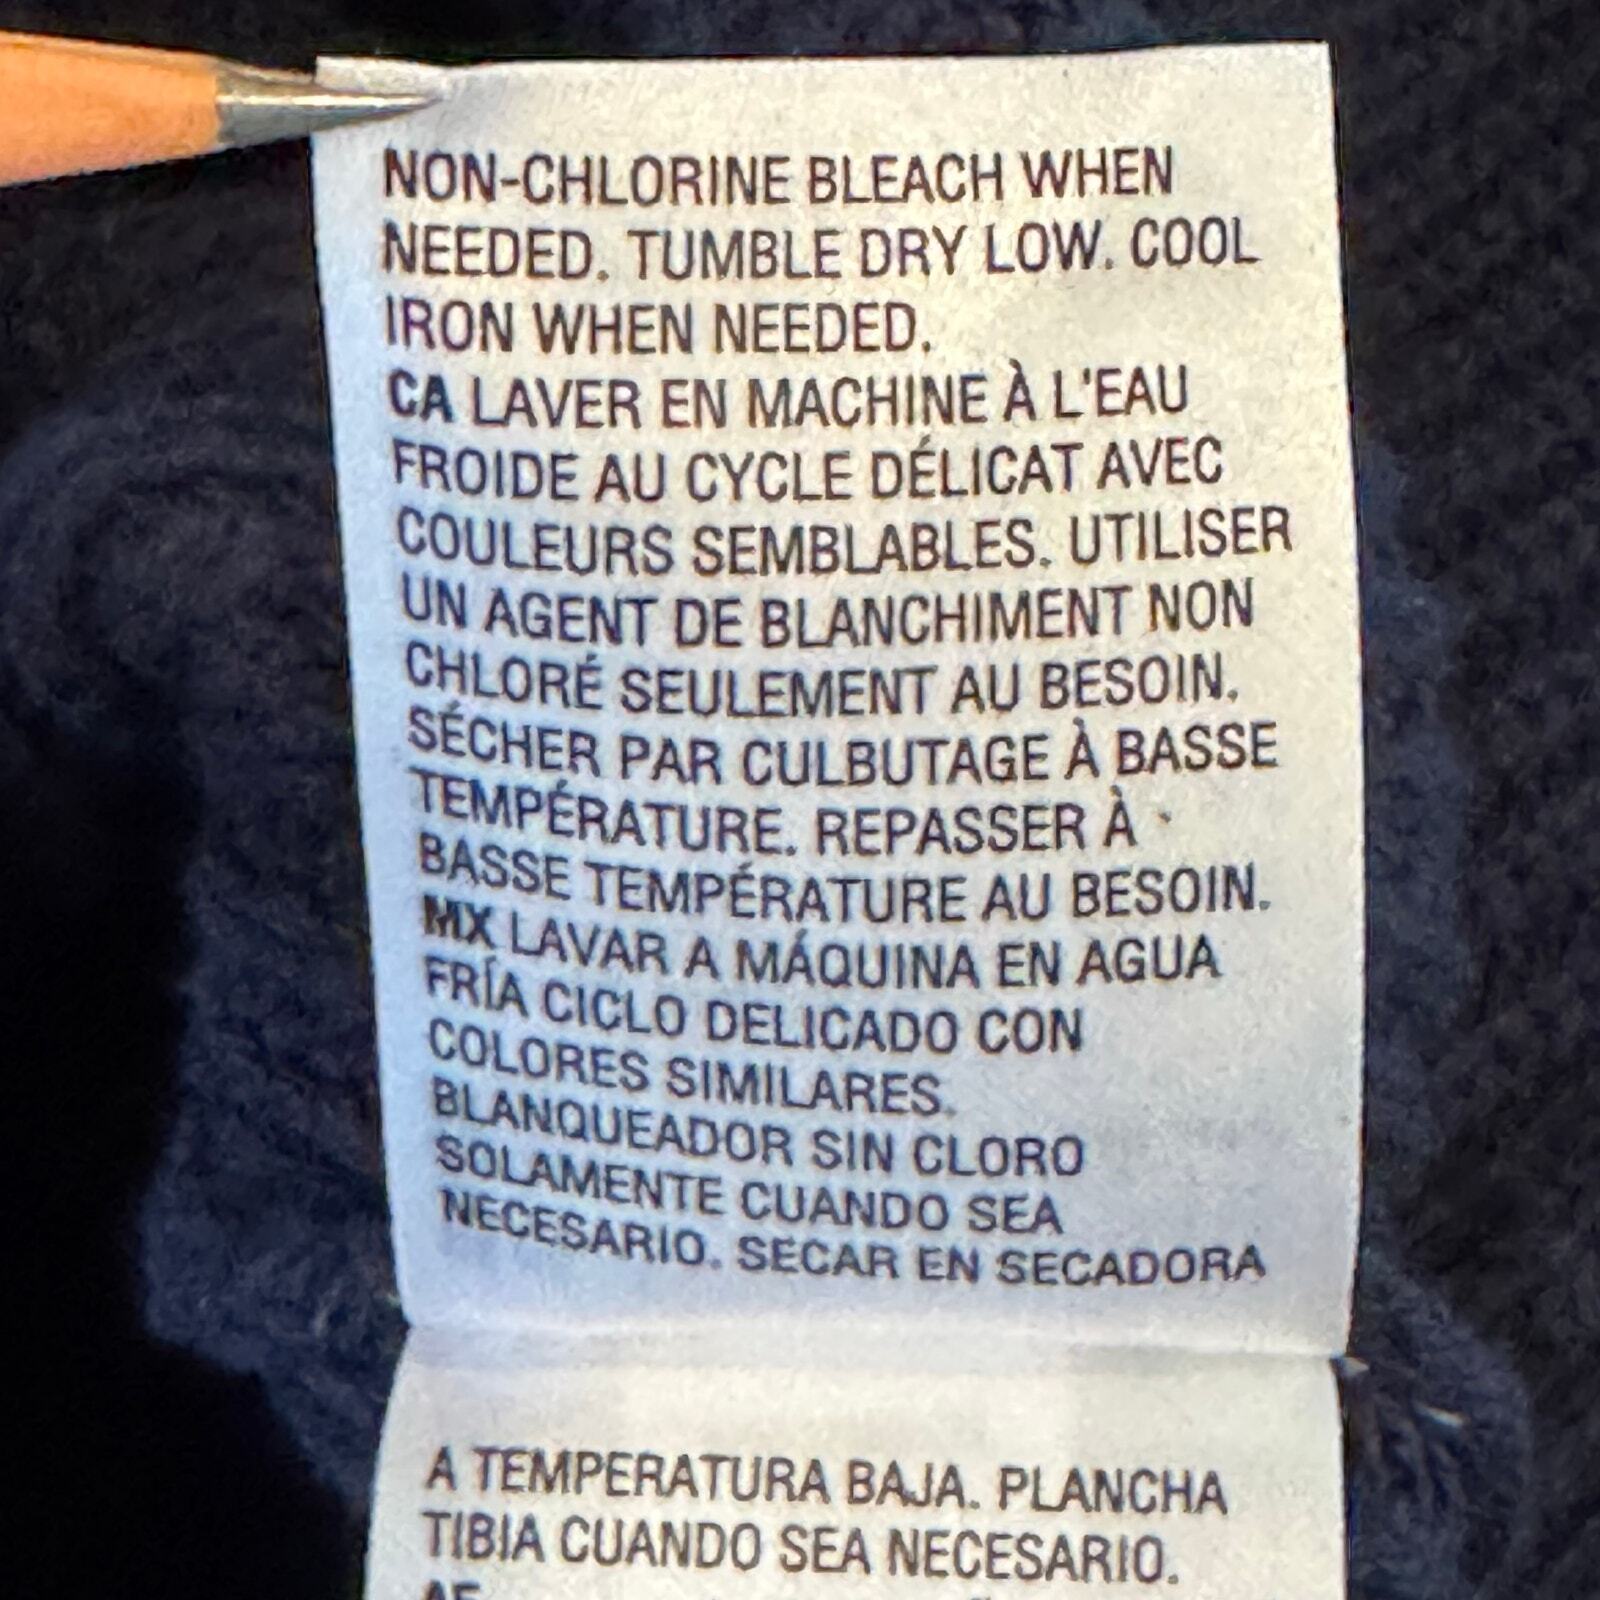 NON-CHLORINE BLEACH WHEN
NEEDED. TUMBLE DRY LOW. COOL
IRON WHEN NEEDED.
CA LAVER EN MACHINE À L'EAU
FROIDE AU CYCLE DÉLICAT AVEC
COULEURS SEMBLABLES. UTILISER
UN AGENT DE BLANCHIMENT NON
CHLORÉ SEULEMENT AU BESOIN.
SÉCHER PAR CULBUTAGE À BASSE
TEMPÉRATURE. REPASSER À
BASSE TEMPÉRATURE AU BESOIN.
MX LAVAR A MÁQUINA EN AGUA
FRÍA CICLO DELICADO CON
COLORES SIMILARES.
BLANQUEADOR SIN CLORO
SOLAMENTE CUANDO SEA
NECESARIO. SECAR EN SECADORA
A TEMPERATURA BAJA. PLANCHA
TIBIA CUANDO SEA NECESARIO.